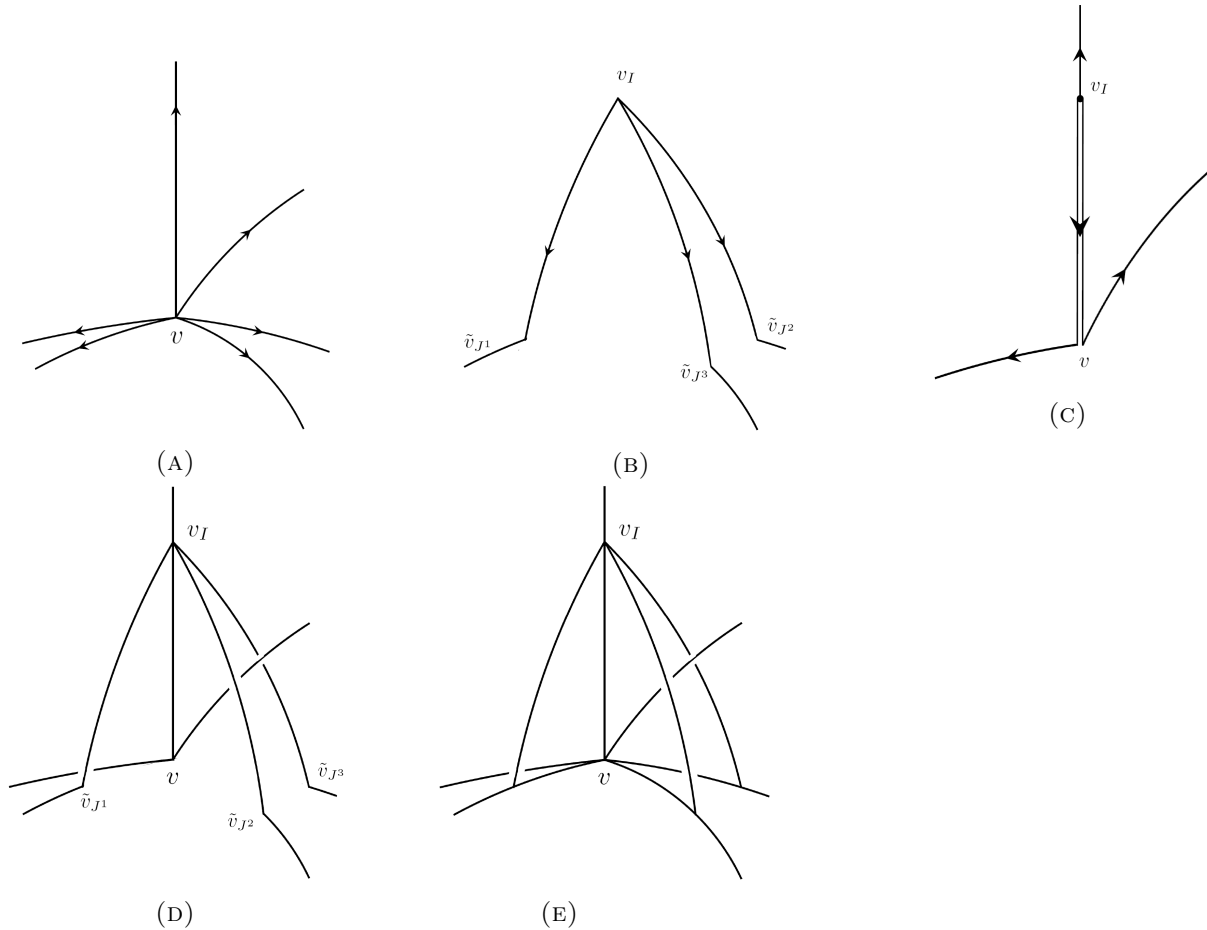 v
(A)
v_I
ṽ_{J^1}
ṽ_{J^2}
ṽ_{J^3}
(B)
v_I
v
(C)
v_I
v
ṽ_{J^1}
ṽ_{J^3}
ṽ_{J^2}
(D)
v_I
v
(E)